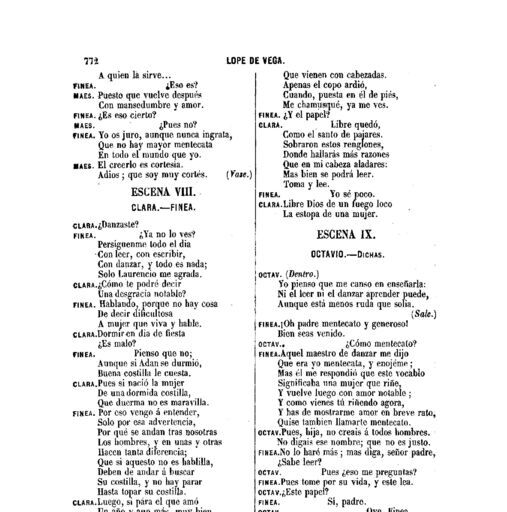 772
LOPE DE VEGA.
A quien la sirve...
FINEA. ¿Eso es?
MAES. Puesto que vuelve después
Con mansedumbre y amor.
FINEA. ¿Es eso cierto?
MAES. ¿Pues no?
FINEA. Yo os juro, aunque nunca ingrata,
Que no hay mayor mentecata
En todo el mundo que yo.
MAES. El creerlo es cortesia.
Adios; que soy muy cortés. (Vase.)
ESCENA VIII.
CLARA.—FINEA.
CLARA. ¿Danzaste?
FINEA. ¿Ya no lo ves?
Persíguenme todo el dia
Con leer, con escribir,
Con danzar, y todo es nada;
Solo Laurencio me agrada.
CLARA. ¿Cómo te podré decir
Una desgracia notable?
FINEA. Hablando, porque no hay cosa
De decir dificultosa
A mujer que viva y hable.
CLARA. Dormir en dia de fiesta
¿Es malo?
FINEA. Pienso que no;
Aunque si Adan se durmió,
Buena costilla le cuesta.
CLARA. Pues si nació la mujer
De una dormida costilla,
Que duerma no es maravilla.
FINEA. Por eso vengo á entender,
Solo por esa advertencia,
Por qué se andan tras nosotras
Los hombres, y en unas y otras
Hacen tanta diferencia;
Que si aquesto no es hablilla,
Deben de andar á buscar
Su costilla, y no hay parar
Hasta topar su costilla.
CLARA. Luego, si para el que amó
Un año y aun más, muy bien
Que vienen con cabezadas.
Apenas el copo ardió,
Cuando, puesta en él de piés,
Me chamusqué, ya me ves.
FINEA. ¿Y el papel?
CLARA. Libre quedó,
Como el santo de pajares.
Sobraron estos renglones,
Donde hallarás más razones
Que en mi cabeza aladares:
Mas bien se podrá leer.
Toma y lee.
FINEA. Yo sé poco.
CLARA. Libre Dios de un fuego loco
La estopa de una mujer.
ESCENA IX.
OCTAVIO.—DICHAS.
OCTAV. (Dentro.)
Yo pienso que me canso en enseñarla:
Ni el leer ni el danzar aprender puede,
Aunque está menos ruda que solia.
(Sale.)
FINEA. ¡Oh padre mentecato y generoso!
Bien seas venido.
OCTAV. ¿Cómo mentecato?
FINEA. Aquel maestro de danzar me dijo
Que era yo mentecata, y enojéme;
Mas él me respondió que este vocablo
Significaba una mujer que riñe,
Y vuelve luego con amor notable;
Y como vienes tú riñendo agora,
Y has de mostrarme amor en breve rato,
Quise tambien llamarte mentecato.
OCTAV. Pues, hija, no creais á todos hombres.
No digais ese nombre; que no es justo.
FINEA. No lo haré más; mas diga, señor padre,
¿Sabe leer?
OCTAV. Pues ¿eso me preguntas?
FINEA. Pues tome por su vida, y este lea.
OCTAV. ¿Este papel?
FINEA. Sí, padre.
OCTAV. Oye, Finea